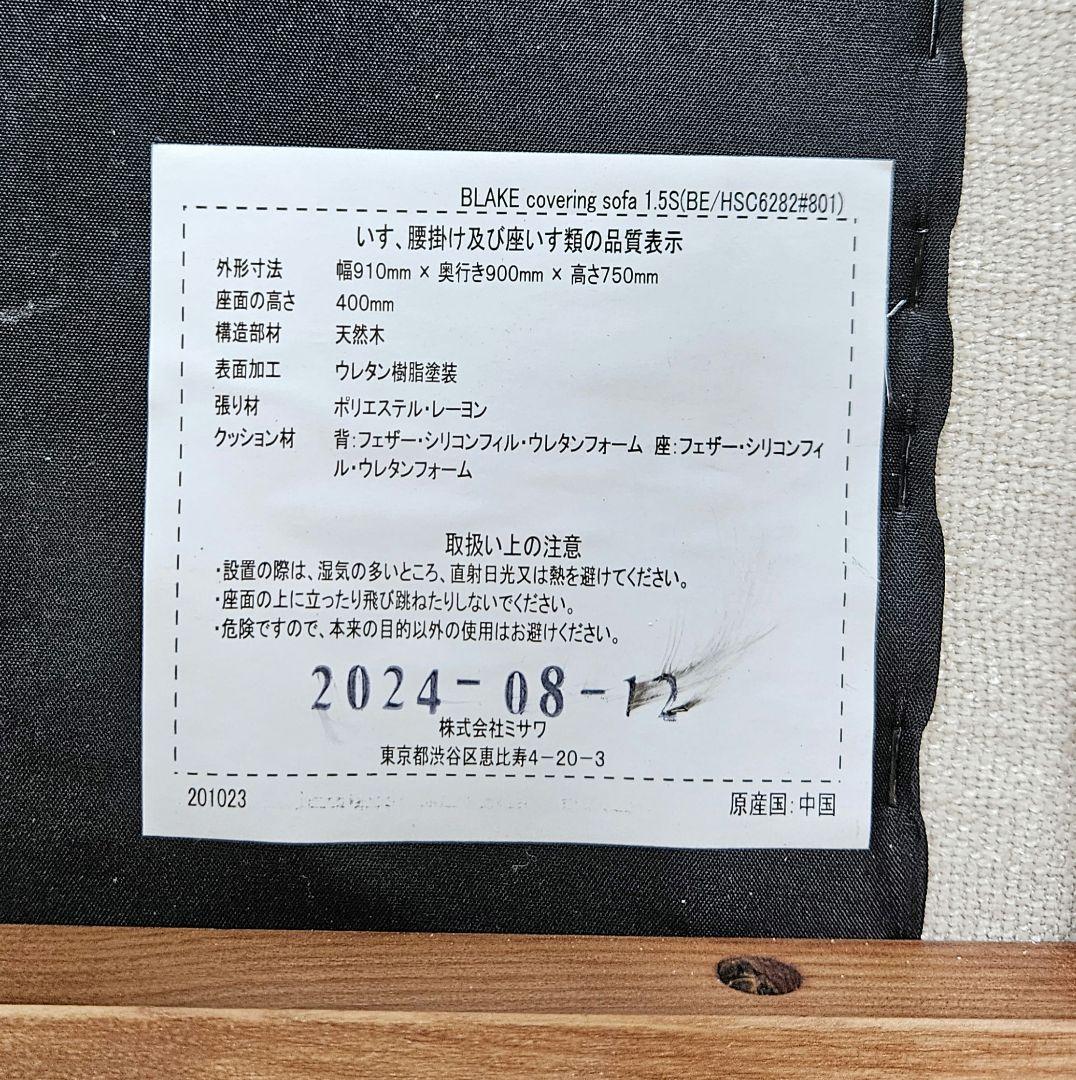 BLAKE covering sofa 1.5S(BE/HSC6282#801)
いす、腰掛け及び座いす類の品質表示
外形寸法 幅910mm × 奥行き900mm × 高さ750mm
座面の高さ 400mm
構造部材 天然木
表面加工 ウレタン樹脂塗装
張り材 ポリエステル・レーヨン
クッション材 背:フェザー・シリコンフィル・ウレタンフォーム 座:フェザー・シリコンフィ
ル・ウレタンフォーム
取扱い上の注意
・設置の際は、湿気の多いところ、直射日光又は熱を避けてください。
・座面の上に立ったり飛び跳ねたりしないでください。
・危険ですので、本来の目的以外の使用はお避けください。
2024-08-12
株式会社ミサワ
東京都渋谷区恵比寿4-20-3
201023 原産国:中国